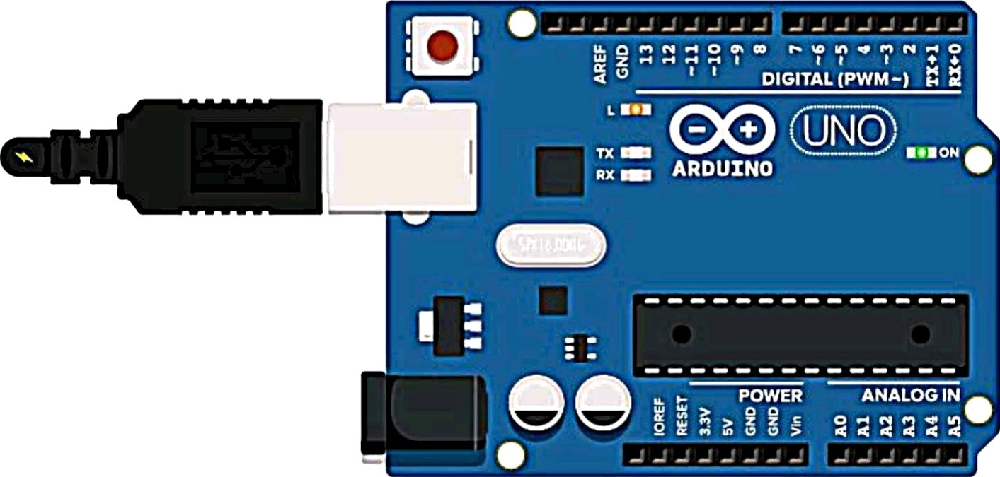 AREF GND 13 12 ~11 ~10 ~9 8 7 ~6 ~5 4 ~3 2 TX→1 RX←0
DIGITAL (PWM~)
L
TX
RX
ARDUINO
UNO
ON
POWER
ANALOG IN
IOREF RESET 3.3V 5V GND GND Vin A0 A1 A2 A3 A4 A5